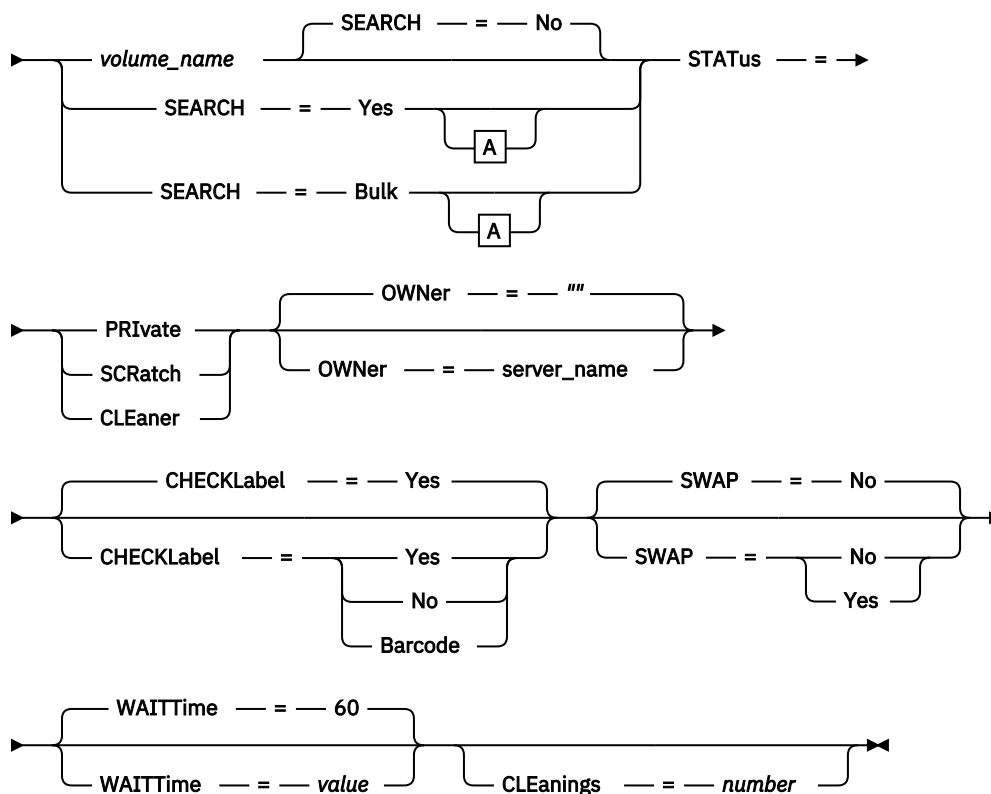 SEARCH = No
volume_name STATus =
SEARCH = Yes
A
SEARCH = Bulk
A
OWNer = ""
PRIvate
OWNer = server_name
SCRatch
CLEaner
CHECKLabel = Yes SWAP = No
CHECKLabel = Yes SWAP = No
No Yes
Barcode
WAITTime = 60
WAITTime = value CLEanings = number